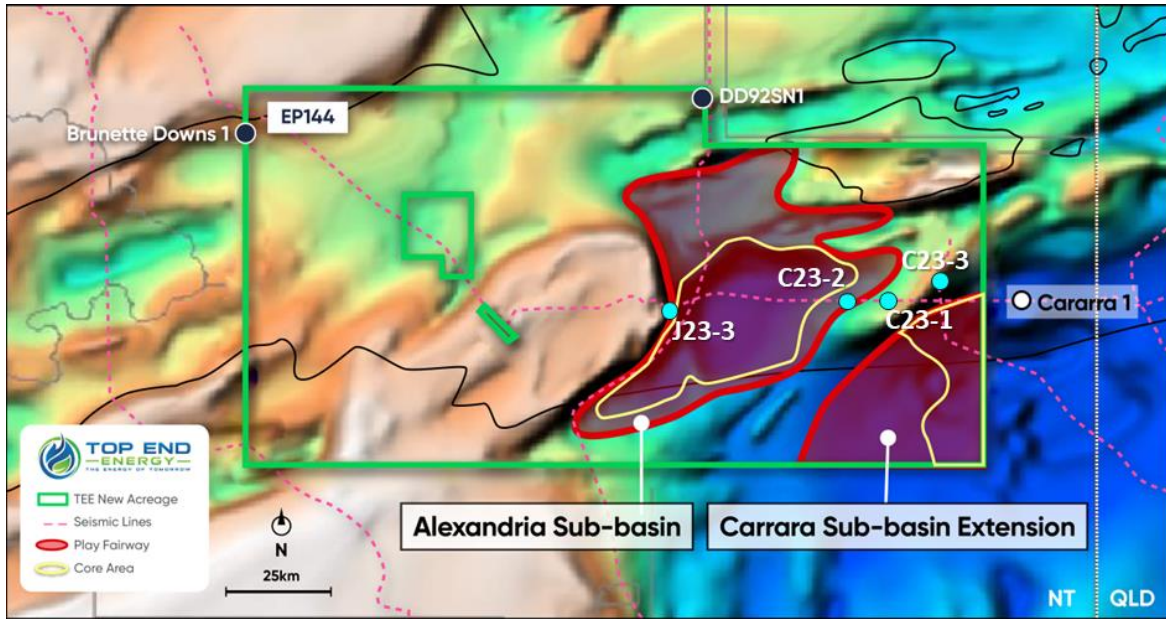 DD92SN1
EP144
Brunette Downs 1
C23-3
C23-2
Cararra 1
C23-1
J23-3
TOP END
ENERGY
THE ENERGY OF TOMORROW
TEE New Acreage
Seismic Lines
Play Fairway
Core Area
N
25km
Alexandria Sub-basin
Carrara Sub-basin Extension
NT
QLD